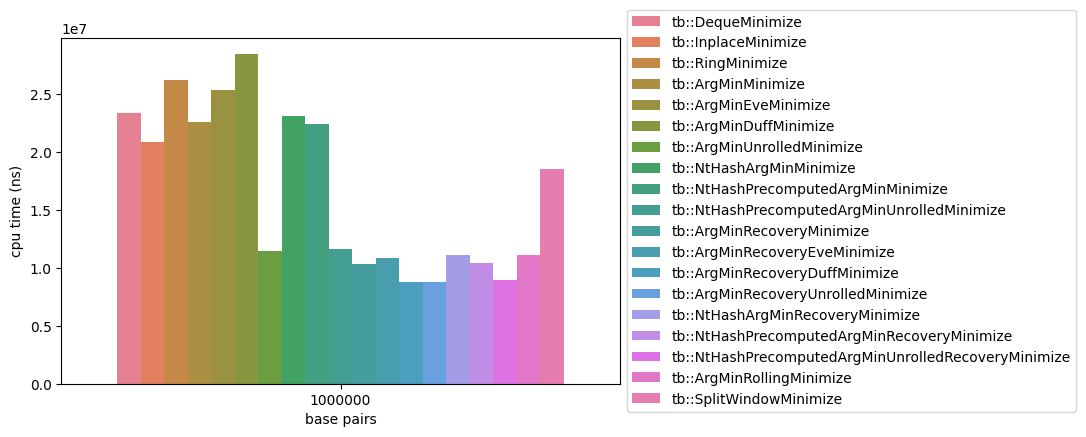 1e7
cpu time (ns)
2.5
2.0
1.5
1.0
0.5
0.0
1000000
base pairs
tb::DequeMinimize
tb::InplaceMinimize
tb::RingMinimize
tb::ArgMinMinimize
tb::ArgMinEveMinimize
tb::ArgMinDuffMinimize
tb::ArgMinUnrolledMinimize
tb::NtHashArgMinMinimize
tb::NtHashPrecomputedArgMinMinimize
tb::NtHashPrecomputedArgMinUnrolledMinimize
tb::ArgMinRecoveryMinimize
tb::ArgMinRecoveryEveMinimize
tb::ArgMinRecoveryDuffMinimize
tb::ArgMinRecoveryUnrolledMinimize
tb::NtHashArgMinRecoveryMinimize
tb::NtHashPrecomputedArgMinRecoveryMinimize
tb::NtHashPrecomputedArgMinUnrolledRecoveryMinimize
tb::ArgMinRollingMinimize
tb::SplitWindowMinimize